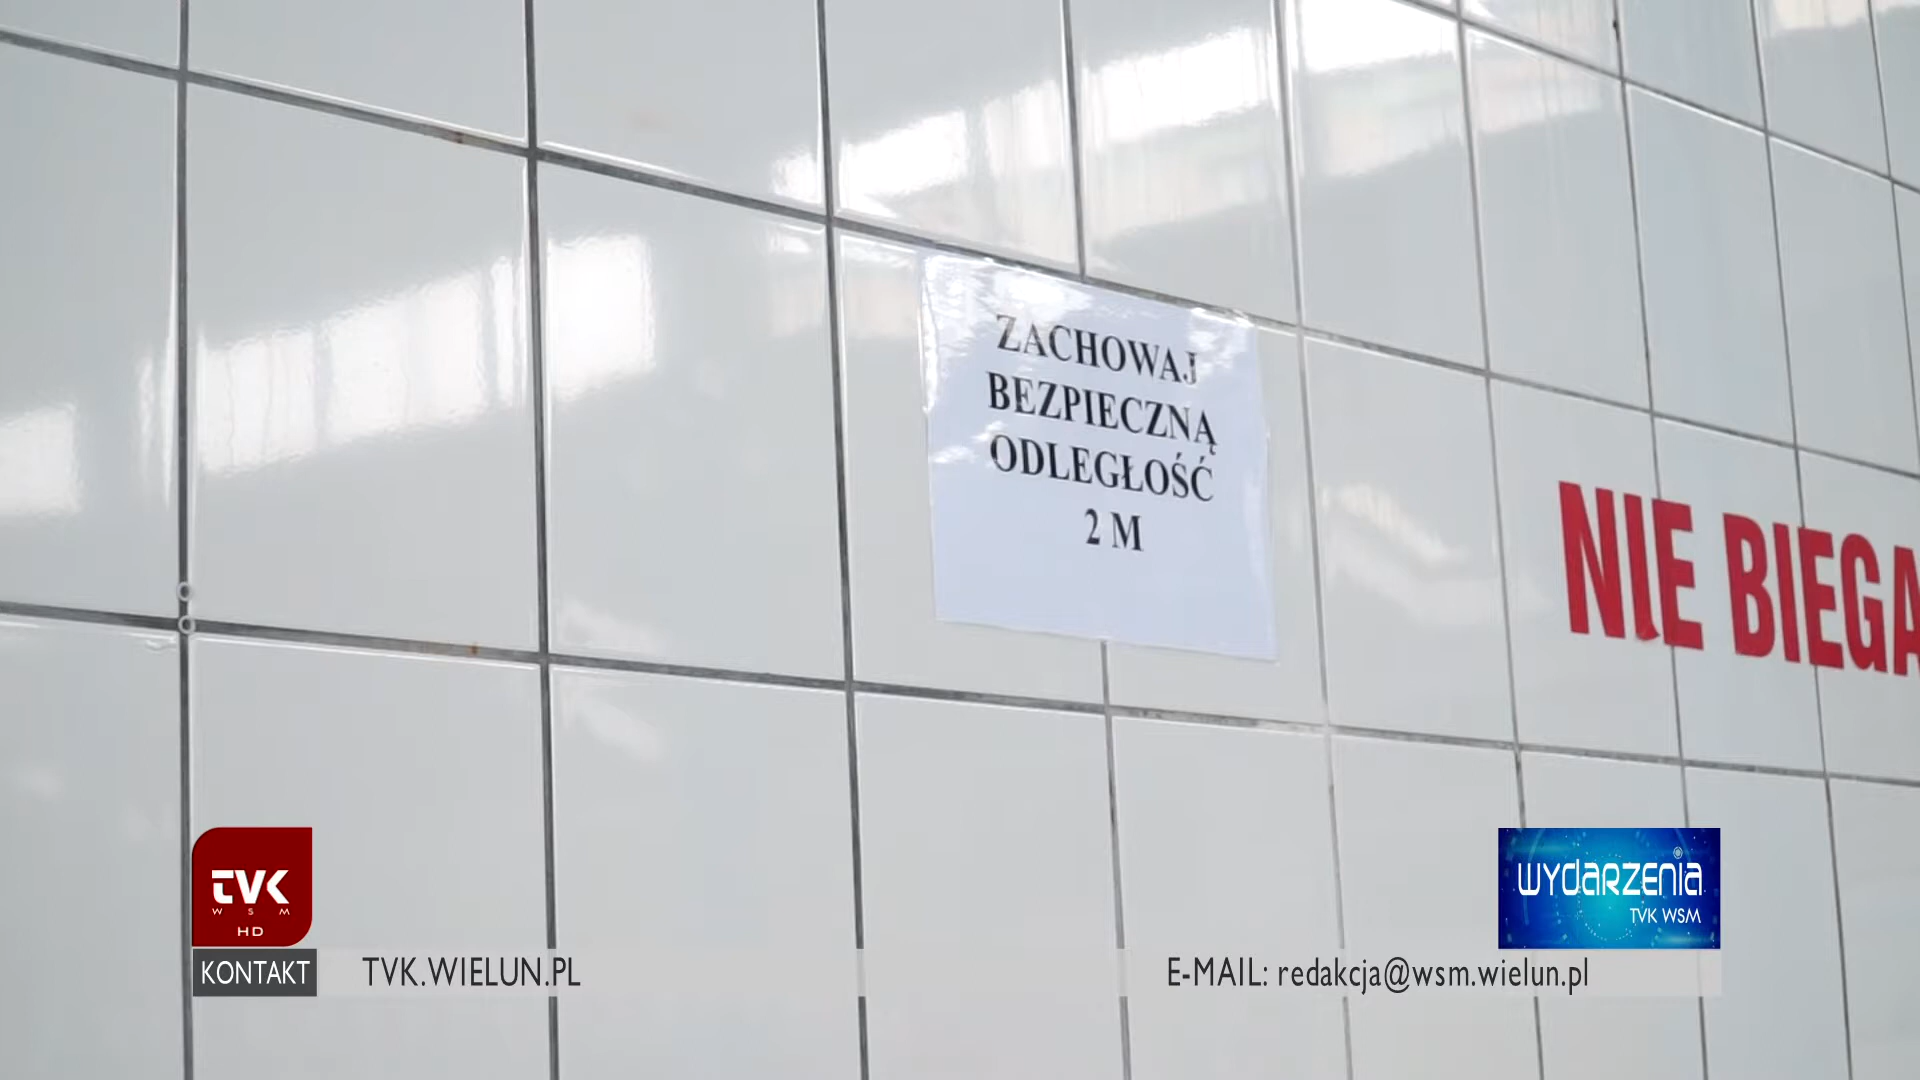 ZACHOWAJ
BEZPIECZNĄ
ODLEGŁOŚĆ
2 M
NIE BIEGA
TVK
WSM
HD
wydarzenia
TVK WSM
KONTAKT
TVK.WIELUN.PL
E-MAIL: redakcja@wsm.wielun.pl